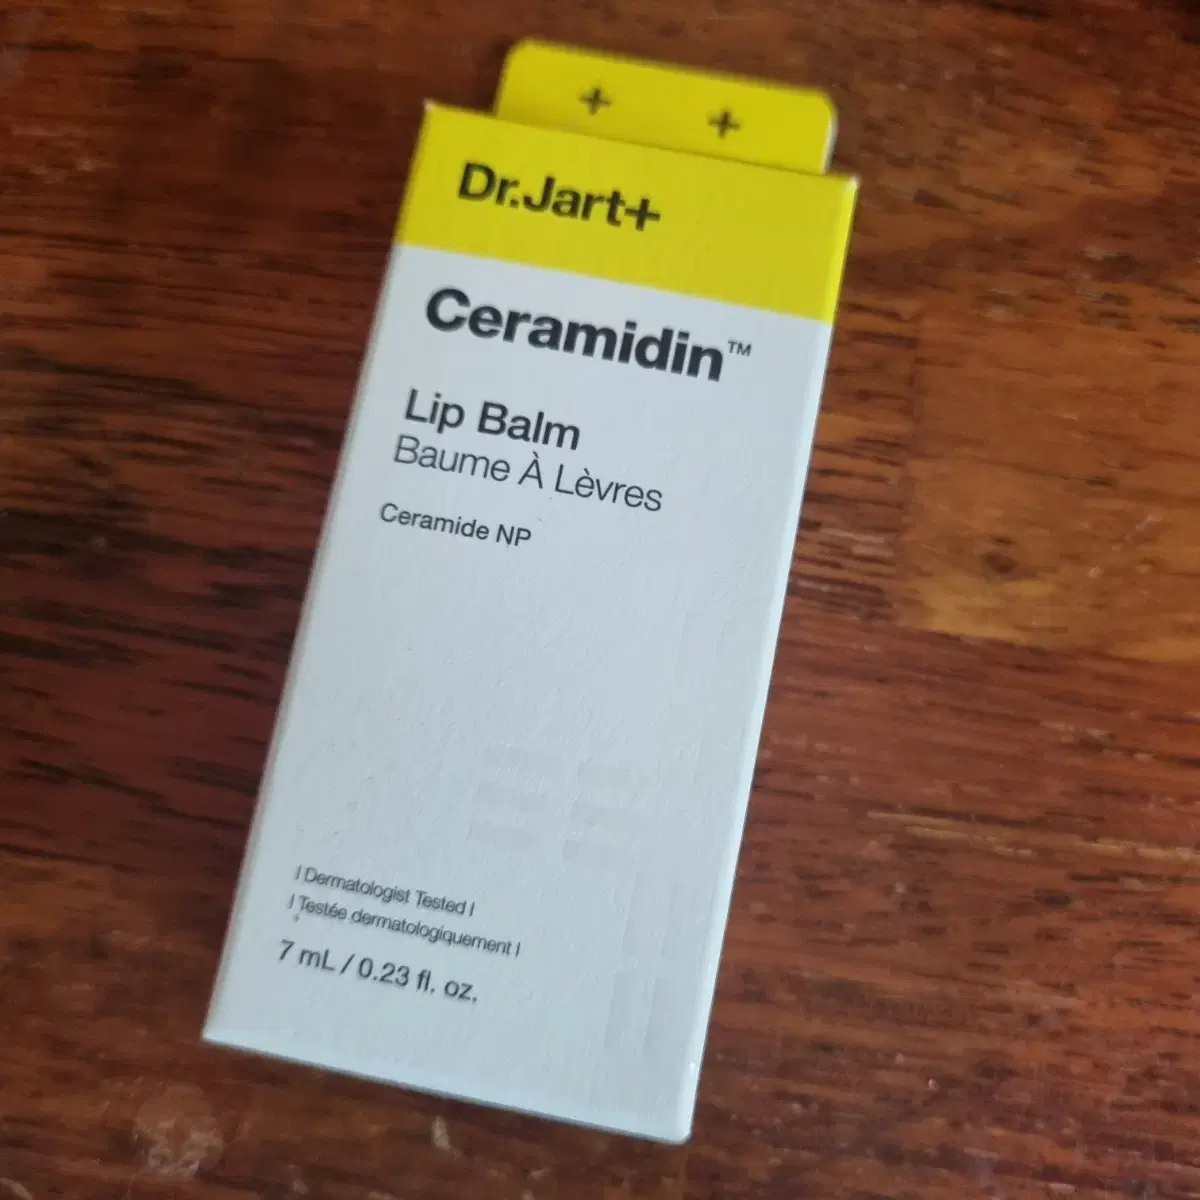 + +
Dr.Jart+
Ceramidin™
Lip Balm
Baume À Lèvres
Ceramide NP
| Dermatologist Tested |
| Testée dermatologiquement |
7 mL / 0.23 fl. oz.